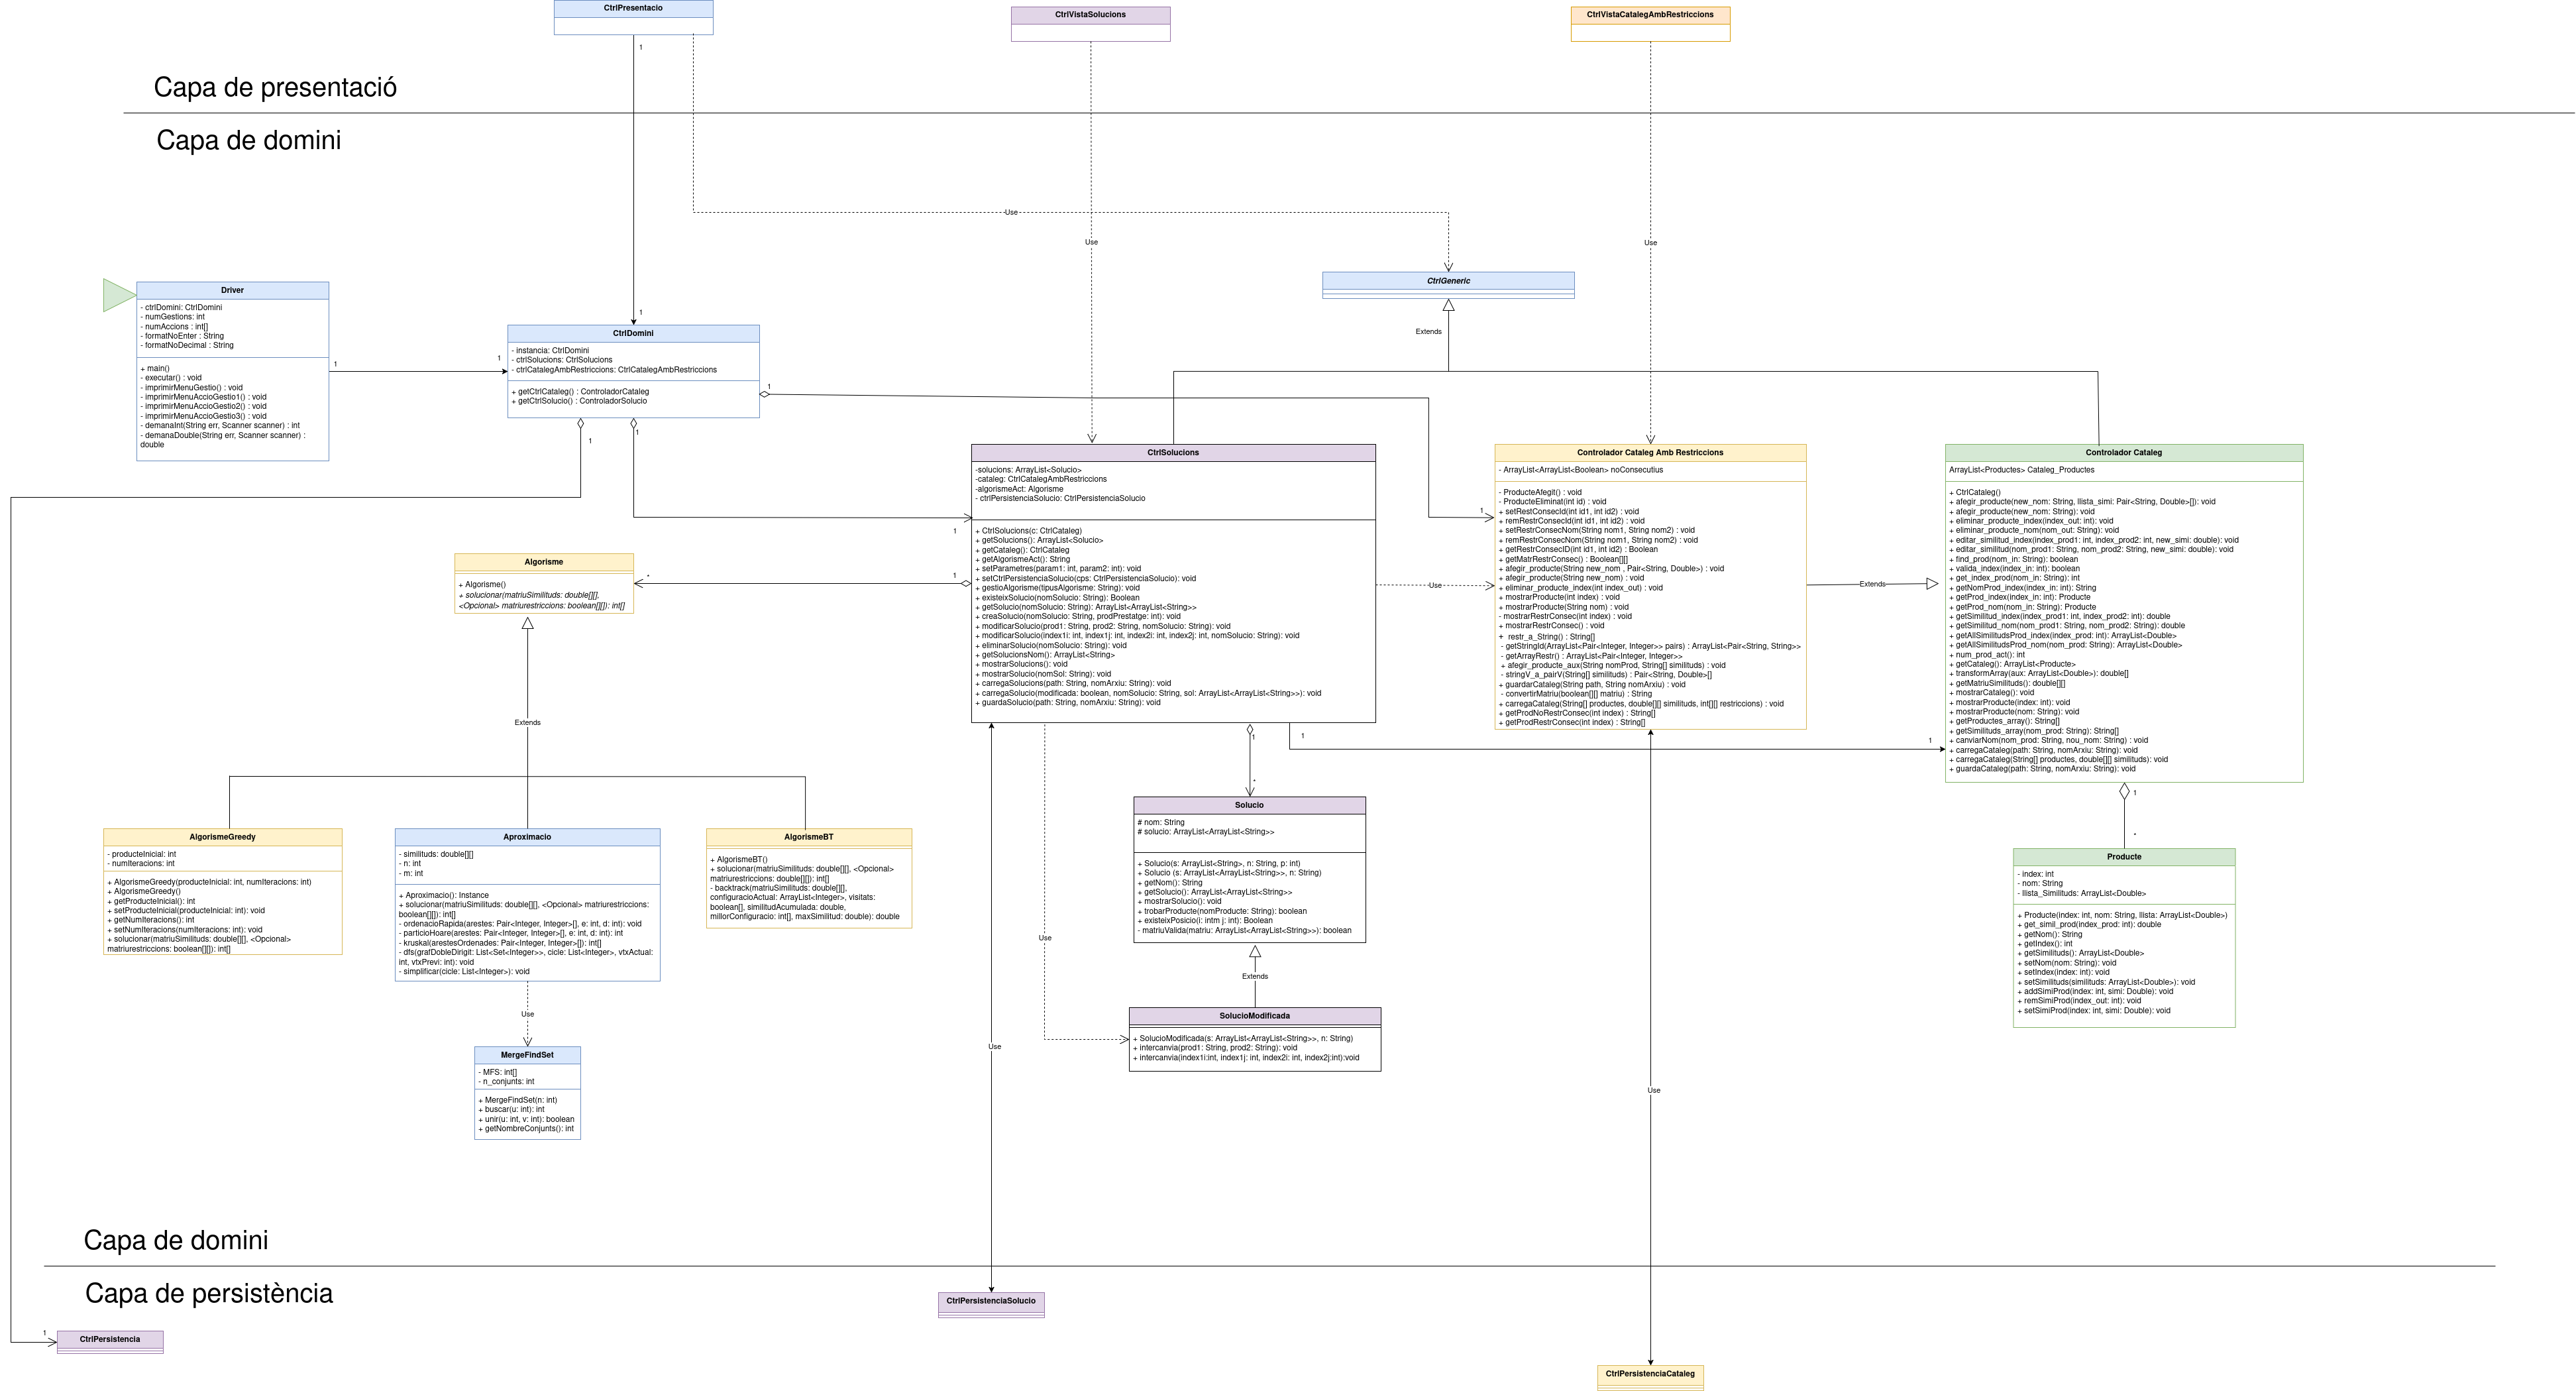 CtrlPresentacio
CtrlVistaSolucions
CtrlVistaCatalegAmbRestriccions
1
Capa de presentació
Capa de domini
Use
Use
Use
CtrlGeneric
Extends
Driver
- ctrlDomini: CtrlDomini
- numGestions: int
- numAccions : int[]
- formatNoEnter : String
- formatNoDecimal : String
+ main()
- executar() : void
- imprimirMenuGestio() : void
- imprimirMenuAccioGestio1() : void
- imprimirMenuAccioGestio2() : void
- imprimirMenuAccioGestio3() : void
- demanaInt(String err, Scanner scanner) : int
- demanaDouble(String err, Scanner scanner) :
double
1
1
1
CtrlDomini
- instancia: CtrlDomini
- ctrlSolucions: CtrlSolucions
- ctrlCatalegAmbRestriccions: CtrlCatalegAmbRestriccions
+ getCtrlCataleg() : ControladorCataleg
+ getCtrlSolucio() : ControladorSolucio
1
1
1
CtrlSolucions
-solucions: ArrayList<Solucio>
-cataleg: CtrlCatalegAmbRestriccions
-algorismeAct: Algorisme
- ctrlPersistenciaSolucio: CtrlPersistenciaSolucio
+ CtrlSolucions(c: CtrlCataleg)
+ getSolucions(): ArrayList<Solucio>
+ getCataleg(): CtrlCataleg
+ getAlgorismeAct(): String
+ setParametres(param1: int, param2: int): void
+ setCtrlPersistenciaSolucio(cps: CtrlPersistenciaSolucio): void
+ gestioAlgorisme(tipusAlgorisme: String): void
+ existeixSolucio(nomSolucio: String): Boolean
+ getSolucio(nomSolucio: String): ArrayList<ArrayList<String>>
+ creaSolucio(nomSolucio: String, prodPrestatge: int): void
+ modificarSolucio(prod1: String, prod2: String, nomSolucio: String): void
+ modificarSolucio(index1i: int, index1j: int, index2i: int, index2j: int, nomSolucio: String): void
+ eliminarSolucio(nomSolucio: String): void
+ getSolucionsNom(): ArrayList<String>
+ mostrarSolucions(): void
+ mostrarSolucio(nomSol: String): void
+ carregaSolucions(path: String, nomArxiu: String): void
+ carregaSolucio(modificada: boolean, nomSolucio: String, sol: ArrayList<ArrayList<String>>): void
+ guardaSolucio(path: String, nomArxiu: String): void
1
1
*
Use
1
Controlador Cataleg Amb Restriccions
- ArrayList<ArrayList<Boolean> noConsecutius
- ProducteAfegit() : void
- ProducteEliminat(int id) : void
+ setRestConsecId(int id1, int id2) : void
+ remRestrConsecId(int id1, int id2) : void
+ setRestrConsecNom(String nom1, String nom2) : void
+ remRestrConsecNom(String nom1, String nom2) : void
+ getRestrConsecID(int id1, int id2) : Boolean
+ getMatrRestrConsec() : Boolean[][]
+ afegir_producte(String new_nom , Pair<String, Double>[] ) : void
+ afegir_producte(String new_nom) : void
+ eliminar_producte_index(int index_out) : void
+ mostrarProducte(int index) : void
+ mostrarProducte(String nom) : void
- mostrarRestrConsec(int index) : void
+ mostrarRestrConsec() : void
+ restr_a_String() : String[]
- getStringId(ArrayList<Pair<Integer, Integer>> pairs) : ArrayList<Pair<String, String>>
- getArrayRestr() : ArrayList<Pair<Integer, Integer>>
+ afegir_producte_aux(String nomProd, String[] similituds) : void
- stringV_a_pairV(String[] similituds) : Pair<String, Double>[]
+ guardarCataleg(String path, String nomArxiu) : void
- convertirMatriu(boolean[][] matriu) : String
+ carregaCataleg(String[] productes, double[][] similituds, int[][] restriccions) : void
+ getProdNoRestrConsec(int index) : String[]
+ getProdRestrConsec(int index) : String[]
Extends
Controlador Cataleg
ArrayList<Productes> Cataleg_Productes
+ CtrlCataleg()
+ afegir_producte(new_nom: String, llista_simi: Pair<String, Double>[]): void
+ afegir_producte(new_nom: String): void
+ eliminar_producte_index(index_out: int): void
+ eliminar_producte_nom(nom_out: String): void
+ editar_similitud_index(index_prod1: int, index_prod2: int, new_simi: double): void
+ editar_similitud(nom_prod1: String, nom_prod2: String, new_simi: double): void
+ find_prod(nom_in: String): boolean
+ valida_index(index_in: int): boolean
+ get_index_prod(nom_in: String): int
+ getNomProd_index(index_in: int): String
+ getProd_index(index_in: int): Producte
+ getProd_nom(nom_in: String): Producte
+ getSimilitud_index(index_prod1: int, index_prod2: int): double
+ getSimilitud_nom(nom_prod1: String, nom_prod2: String): double
+ getAllSimilitudsProd_index(index_prod: int): ArrayList<Double>
+ getAllSimilitudsProd_nom(nom_prod: String): ArrayList<Double>
+ num_prod_act(): int
+ getCataleg(): ArrayList<Producte>
+ transformArray(aux: ArrayList<Double>): double[]
+ getMatriuSimilituds(): double[][]
+ mostrarCataleg(): void
+ mostrarProducte(index: int): void
+ mostrarProducte(nom: String): void
+ getProductes_array(): String[]
+ getSimilituds_array(nom_prod: String): String[]
+ canviarNom(nom_prod: String, nou_nom: String) : void
+ carregaCataleg(path: String, nomArxiu: String): void
+ carregaCataleg(String[] productes, double[][] similituds): void
+ guardaCataleg(path: String, nomArxiu: String): void
Algorisme
+ Algorisme()
+ solucionar(matriuSimilituds: double[][],
<Opcional> matriurestriccions: boolean[][]): int[]
Extends
1
*
1
1
1
*
AlgorismeGreedy
- producteInicial: int
- numIteracions: int
+ AlgorismeGreedy(producteInicial: int, numIteracions: int)
+ AlgorismeGreedy()
+ getProducteInicial(): int
+ setProducteInicial(producteInicial: int): void
+ getNumIteracions(): int
+ setNumIteracions(numIteracions: int): void
+ solucionar(matriuSimilituds: double[][], <Opcional>
matriurestriccions: boolean[][]): int[]
Aproximacio
- similituds: double[][]
- n: int
- m: int
+ Aproximacio(): Instance
+ solucionar(matriuSimilituds: double[][], <Opcional> matriurestriccions:
boolean[][]): int[]
- ordenacioRapida(arestes: Pair<Integer, Integer>[], e: int, d: int): void
- particioHoare(arestes: Pair<Integer, Integer>[], e: int, d: int): int
- kruskal(arestesOrdenades: Pair<Integer, Integer>[]): int[]
- dfs(grafDobleDirigit: List<Set<Integer>>, cicle: List<Integer>, vtxActual:
int, vtxPrevi: int): void
- simplificar(cicle: List<Integer>): void
AlgorismeBT
+ AlgorismeBT()
+ solucionar(matriuSimilituds: double[][], <Opcional>
matriurestriccions: double[][]): int[]
- backtrack(matriuSimilituds: double[][],
configuracioActual: ArrayList<Integer>, visitats:
boolean[], similitudAcumulada: double,
millorConfiguracio: int[], maxSimilitud: double): double
Solucio
# nom: String
# solucio: ArrayList<ArrayList<String>>
+ Solucio(s: ArrayList<String>, n: String, p: int)
+ Solucio (s: ArrayList<ArrayList<String>>, n: String)
+ getNom(): String
+ getSolucio(): ArrayList<ArrayList<String>>
+ mostrarSolucio(): void
+ trobarProducte(nomProducte: String): boolean
+ existeixPosicio(i: intm j: int): Boolean
- matriuValida(matriu: ArrayList<ArrayList<String>>): boolean
Producte
- index: int
- nom: String
- llista_Similituds: ArrayList<Double>
+ Producte(index: int, nom: String, llista: ArrayList<Double>)
+ get_simil_prod(index_prod: int): double
+ getNom(): String
+ getIndex(): int
+ getSimilituds(): ArrayList<Double>
+ setNom(nom: String): void
+ setIndex(index: int): void
+ setSimilituds(similituds: ArrayList<Double>): void
+ addSimiProd(index: int, simi: Double): void
+ remSimiProd(index_out: int): void
+ setSimiProd(index: int, simi: Double): void
Use
Extends
Use
SolucioModificada
+ SolucioModificada(s: ArrayList<ArrayList<String>>, n: String)
+ intercanvia(prod1: String, prod2: String): void
+ intercanvia(index1i:int, index1j: int, index2i: int, index2j:int):void
Use
Use
MergeFindSet
- MFS: int[]
- n_conjunts: int
+ MergeFindSet(n: int)
+ buscar(u: int): int
+ unir(u: int, v: int): boolean
+ getNombreConjunts(): int
Capa de domini
Capa de persistència
CtrlPersistenciaSolucio
1
CtrlPersistencia
CtrlPersistenciaCataleg